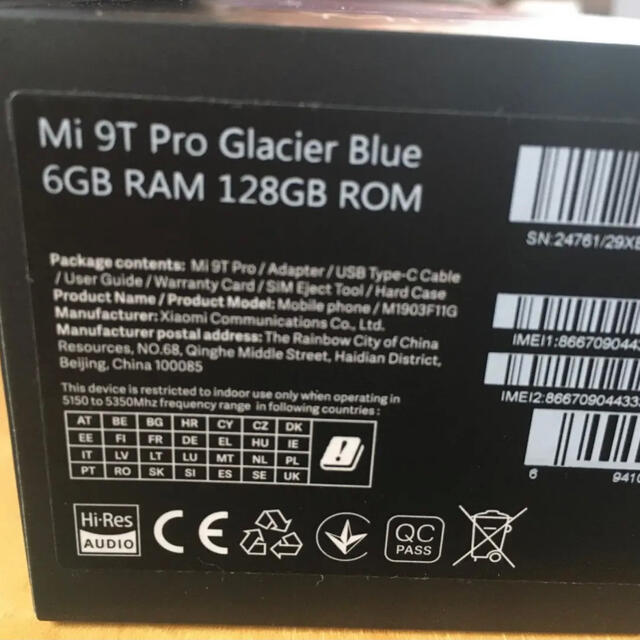 Mi 9T Pro Glacier Blue
6GB RAM 128GB ROM
Package contents: Mi 9T Pro / Adapter / USB Type-C Cable
/ User Guide / Warranty Card / SIM Eject Tool / Hard Case
Product Name / Product Model: Mobile phone / M1903F11G
Manufacturer: Xiaomi Communications Co., Ltd.
Manufacturer postal address: The Rainbow City of China
Resources, NO.68, Qinghe Middle Street, Haidian District,
Beijing, China 100085
This device is restricted to indoor use only when operating in
5150 to 5350Mhz frequency range in following countries:
AT BE BG HR CY CZ DK
EE FI FR DE EL HU IE
IT LV LT LU MT NL PL
PT RO SK SI ES SE UK
Hi-Res
AUDIO
CE
QC
PASS
SN:24761/29X
IMEI1:8667090443
IMEI2:86670904433
6 9410